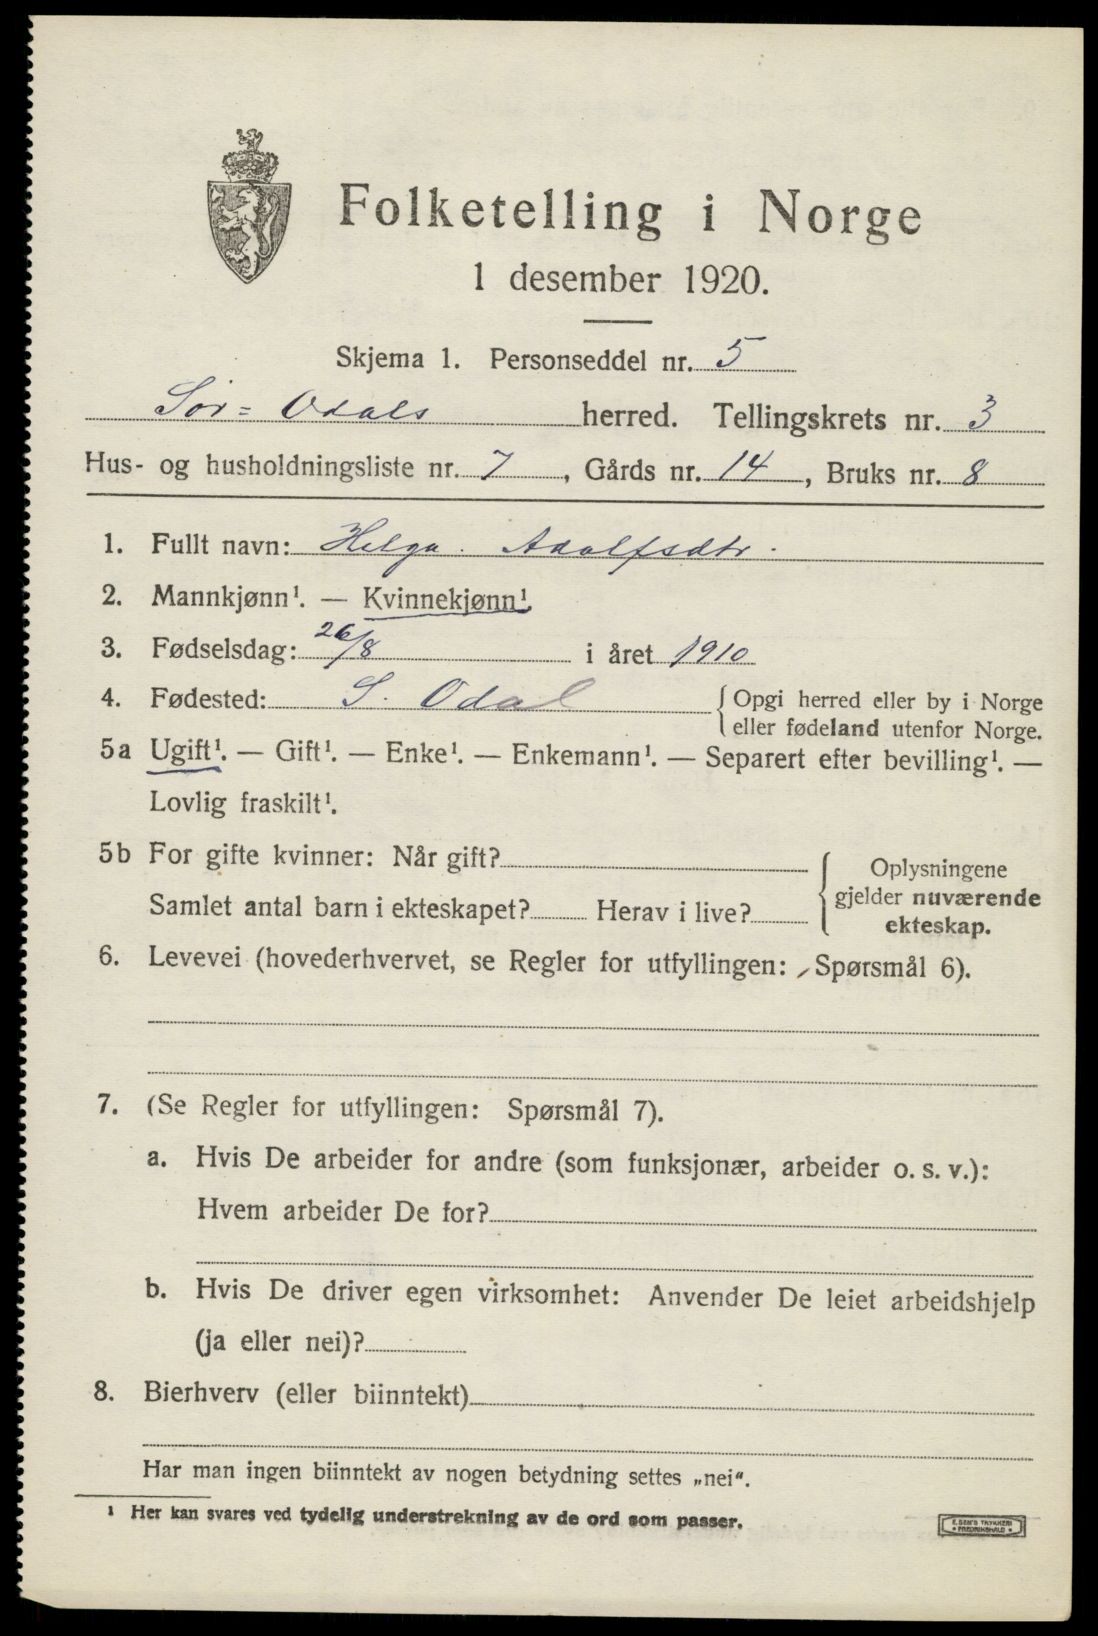 Folketelling i Norge
1 desember 1920.
Skjema 1. Personseddel nr. 5
Sør=Odals herred. Tellingskrets nr. 3
Hus- og husholdningsliste nr. 7, Gårds nr. 14, Bruks nr. 8
1. Fullt navn: Helga. Adolfsdtr.
2. Mannkjønn¹. — Kvinnekjønn¹.
3. Fødselsdag: 26/8 i året 1910
4. Fødested: S. Odal { Opgi herred eller by i Norge
eller fødeland utenfor Norge.
5a Ugift¹. — Gift¹. — Enke¹. — Enkemann¹. — Separert efter bevilling¹. —
Lovlig fraskilt¹.
5b For gifte kvinner: Når gift?
Samlet antal barn i ekteskapet? Herav i live?
{ Oplysningene
gjelder nuværende
ekteskap.
6. Levevei (hovederhvervet, se Regler for utfyllingen: Spørsmål 6).
7. (Se Regler for utfyllingen: Spørsmål 7).
a. Hvis De arbeider for andre (som funksjonær, arbeider o. s. v.):
Hvem arbeider De for?
b. Hvis De driver egen virksomhet: Anvender De leiet arbeidshjelp
(ja eller nei)?
8. Bierhverv (eller biinntekt)
Har man ingen biinntekt av nogen betydning settes „nei".
¹ Her kan svares ved tydelig understrekning av de ord som passer.
E. SEM'S TRYKKERI
• FREDRIKSHALD •